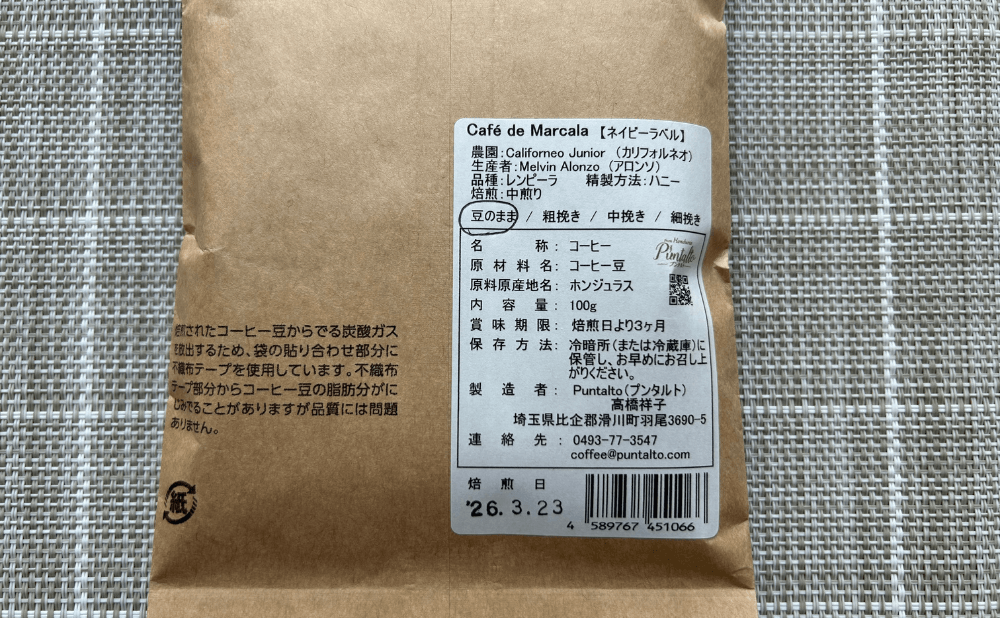 Café de Marcala 【ネイビーラベル】
農園：Californeo Junior （カリフォルネオ）
生産者：Melvin Alonzo （アロンソ）
品種：レンピーラ 精製方法：ハニー
焙煎：中煎り
豆のまま / 粗挽き / 中挽き / 細挽き
名称：コーヒー
原材料名：コーヒー豆
原料原産地名：ホンジュラス
内容量：100g
賞味期限：焙煎日より3ヶ月
保存方法：冷暗所（または冷蔵庫）に
保管し、お早めにお召し上
がりください。
製造者：Puntalto（プンタルト）
高橋祥子
埼玉県比企郡滑川町羽尾3690-5
連絡先：0493-77-3547
coffee@puntalto.com
Puntalto
焙煎日
'26. 3. 23
4 589767 451066
焙煎されたコーヒー豆からでる炭酸ガス
を放出するため、袋の貼り合わせ部分に
不織布テープを使用しています。不織布
テープ部分からコーヒー豆の脂肪分がに
じみでることがありますが品質には問題
ありません。
紙